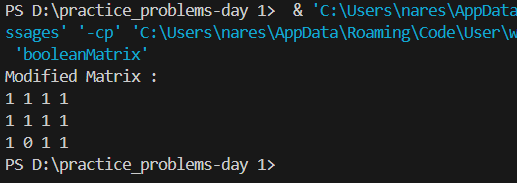 PS D:\practice_problems-day 1>  & 'C:\Users\nares\AppData
ssages' '-cp' 'C:\Users\nares\AppData\Roaming\Code\User\w
 'booleanMatrix'
Modified Matrix :
1 1 1 1
1 1 1 1
1 0 1 1
PS D:\practice_problems-day 1>